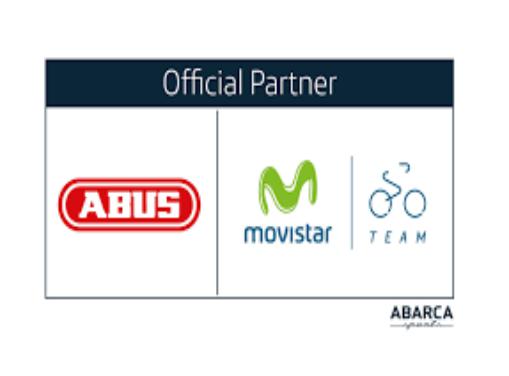 Official Partner
ABUS
movistar
TEAM
ABARCA
sports